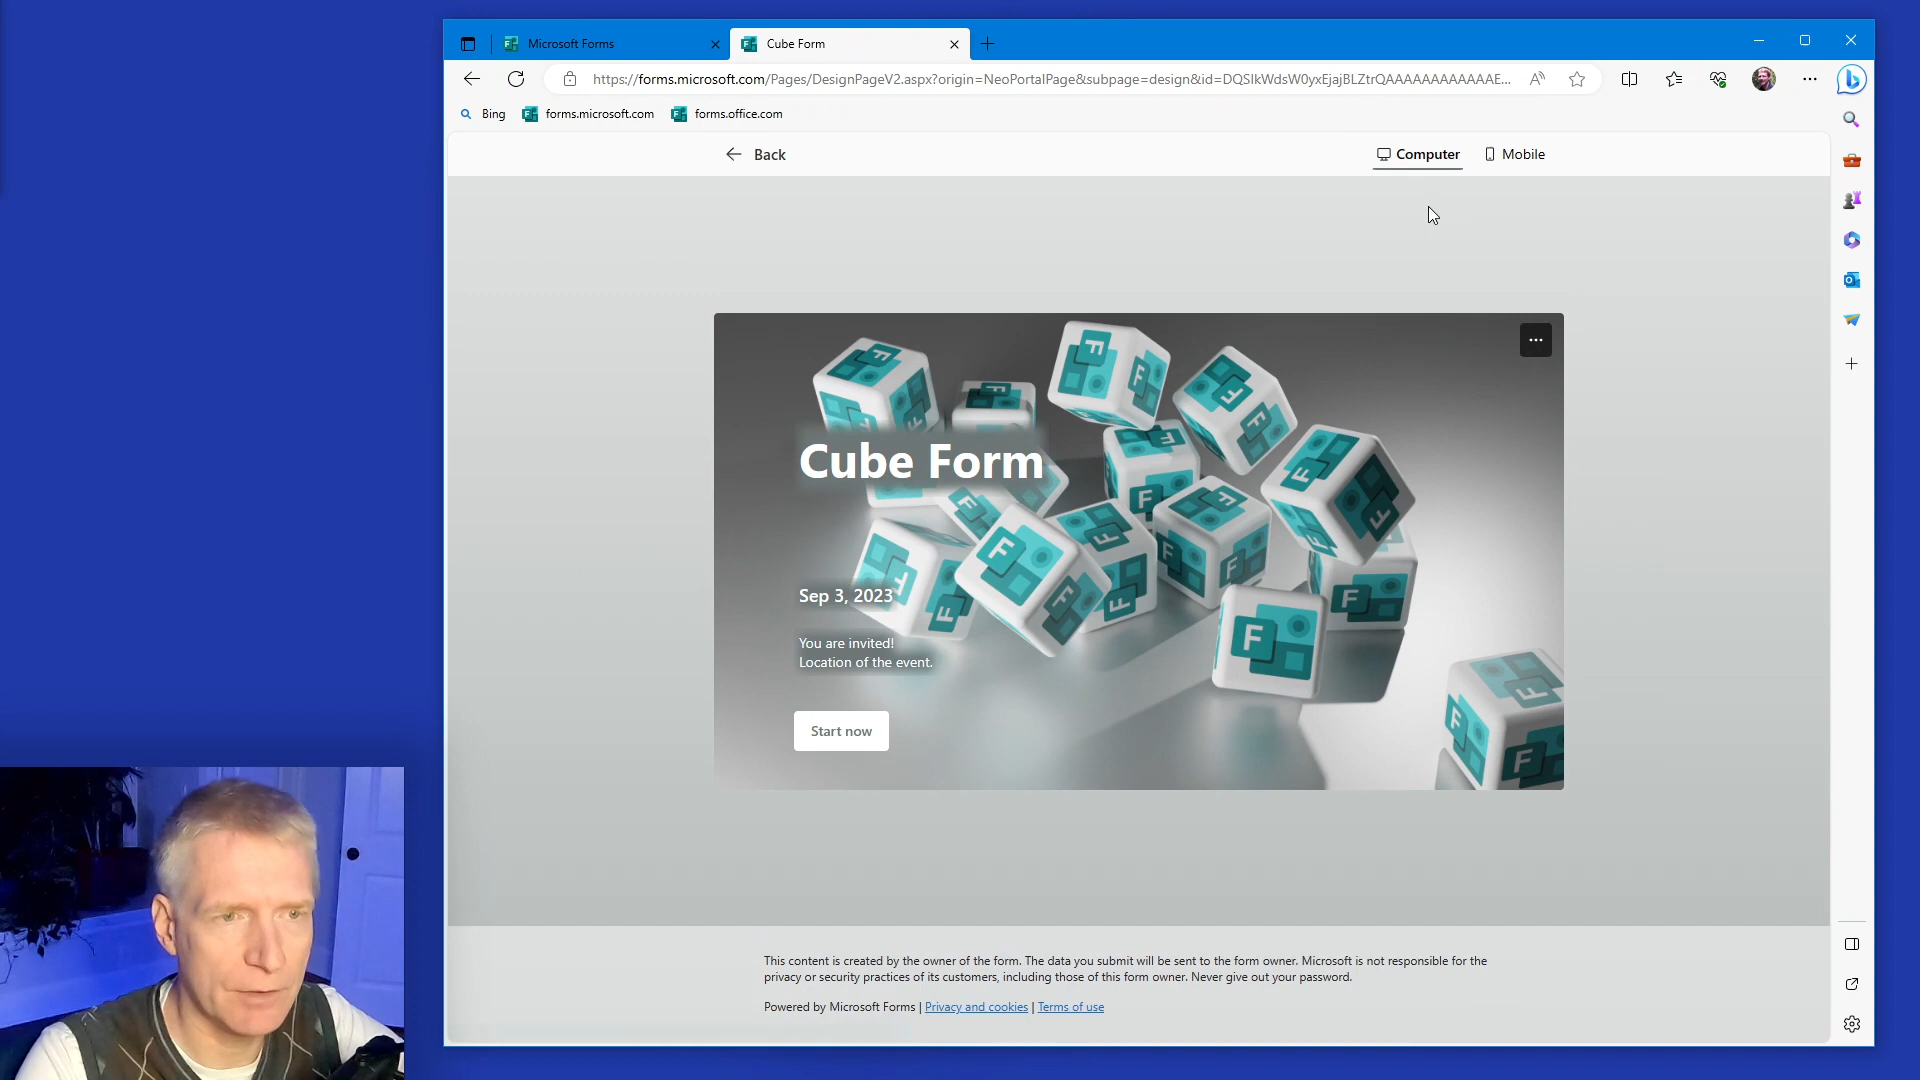 Microsoft Forms
Cube Form
https://forms.microsoft.com/Pages/DesignPageV2.aspx?origin=NeoPortalPage&subpage=design&id=DQSIkWdsW0yxEjajBLZtrQAAAAAAAAAAAAE...
Bing
forms.microsoft.com
forms.office.com
Back
Computer
Mobile
Cube Form
Sep 3, 2023
You are invited!
Location of the event.
Start now
This content is created by the owner of the form. The data you submit will be sent to the form owner. Microsoft is not responsible for the
privacy or security practices of its customers, including those of this form owner. Never give out your password.
Powered by Microsoft Forms | Privacy and cookies | Terms of use